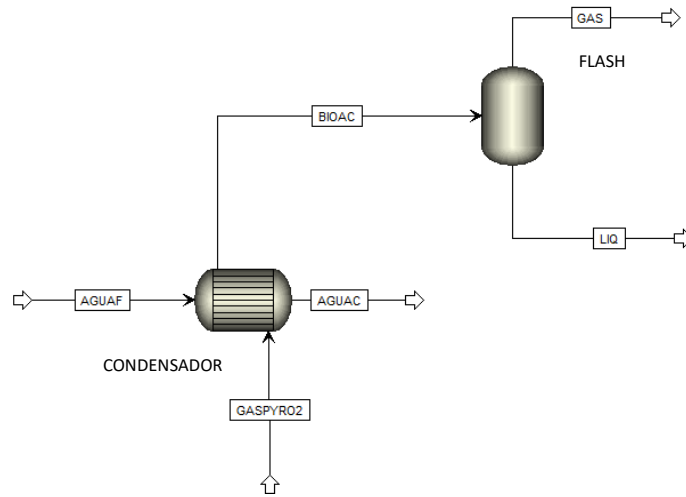 GAS
FLASH
BIOAC
LIQ
AGUAF
AGUAC
CONDENSADOR
GASPYRO2